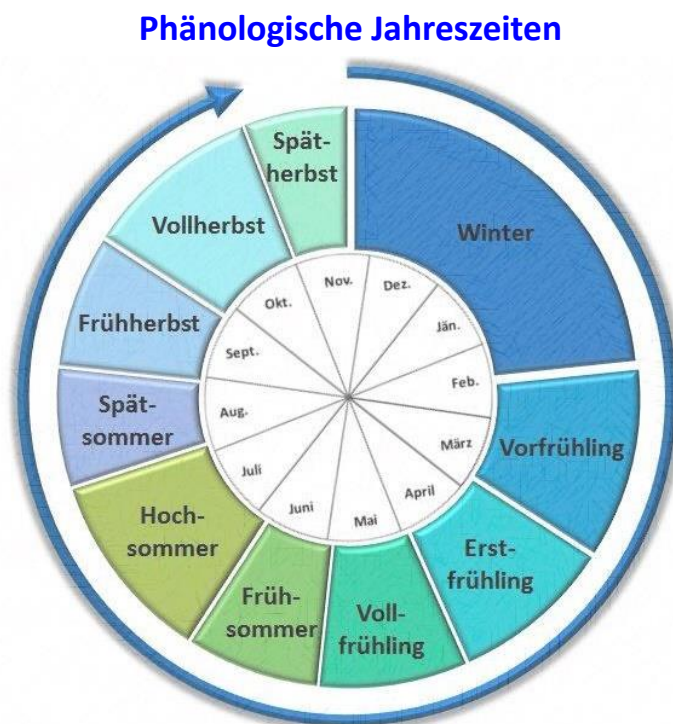 Phänologische Jahreszeiten
Winter
Vorfrühling
Erst-
frühling
Voll-
frühling
Früh-
sommer
Hoch-
sommer
Spät-
sommer
Frühherbst
Vollherbst
Spät-
herbst
Dez.
Jän.
Feb.
März
April
Mai
Juni
Juli
Aug.
Sept.
Okt.
Nov.